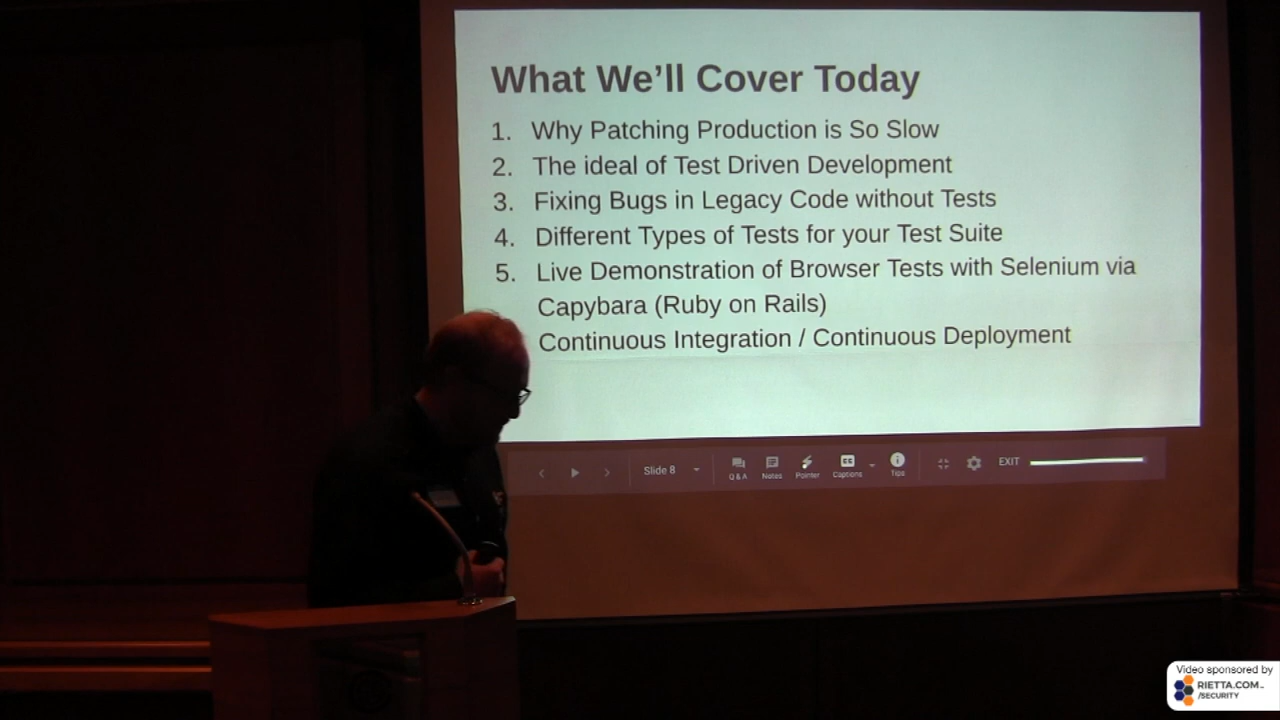 What We'll Cover Today
1. Why Patching Production is So Slow
2. The ideal of Test Driven Development
3. Fixing Bugs in Legacy Code without Tests
4. Different Types of Tests for your Test Suite
5. Live Demonstration of Browser Tests with Selenium via
Capybara (Ruby on Rails)
Continuous Integration / Continuous Deployment
Slide 8
Q & A
Notes
Pointer
CC
Captions
Tips
EXIT
Video sponsored by
RIETTA.COM
/SECURITY